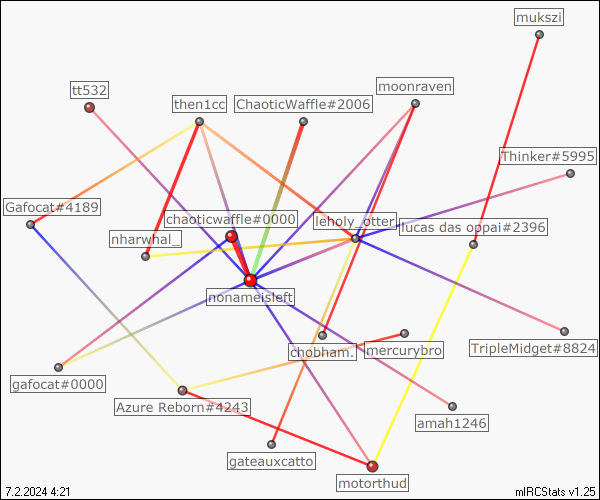 mukszi
tt532
moonraven
then1cc
ChaoticWaffle#2006
Thinker#5995
Gafocat#4189
chaoticwaffle#0000
leholy_otter
lucas das oppai#2396
nharwhal_
nonameisleft
chobham.
mercurybro
TripleMidget#8824
gafocat#0000
Azure Reborn#4243
amah1246
gateauxcatto
motorthud
7.2.2024 4:21
mIRCStats v1.25